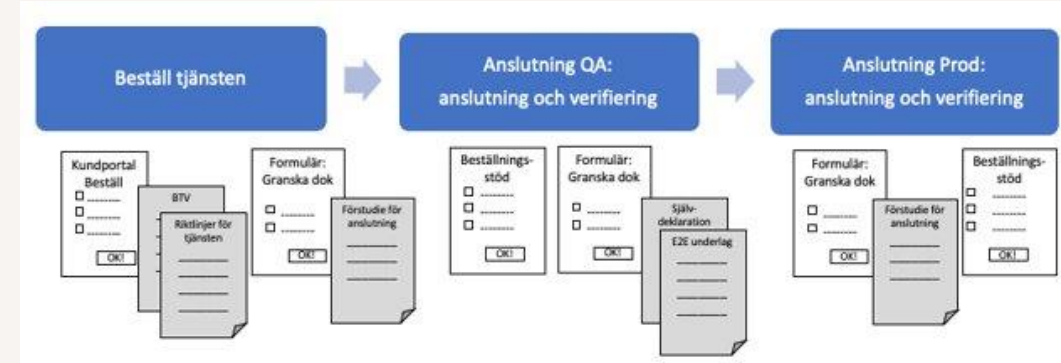 Beställ tjänsten
Anslutning QA:
anslutning och verifiering
Anslutning Prod:
anslutning och verifiering
Kundportal
Beställ
OK!
BTV
Riktlinjer för
tjänsten
Formulär:
Granska dok
OK!
Förstudie för
anslutning
Beställnings-
stöd
OK!
Formulär:
Granska dok
OK!
Själv-
deklaration
E2E underlag
Formulär:
Granska dok
OK!
Förstudie för
anslutning
Beställnings-
stöd
OK!